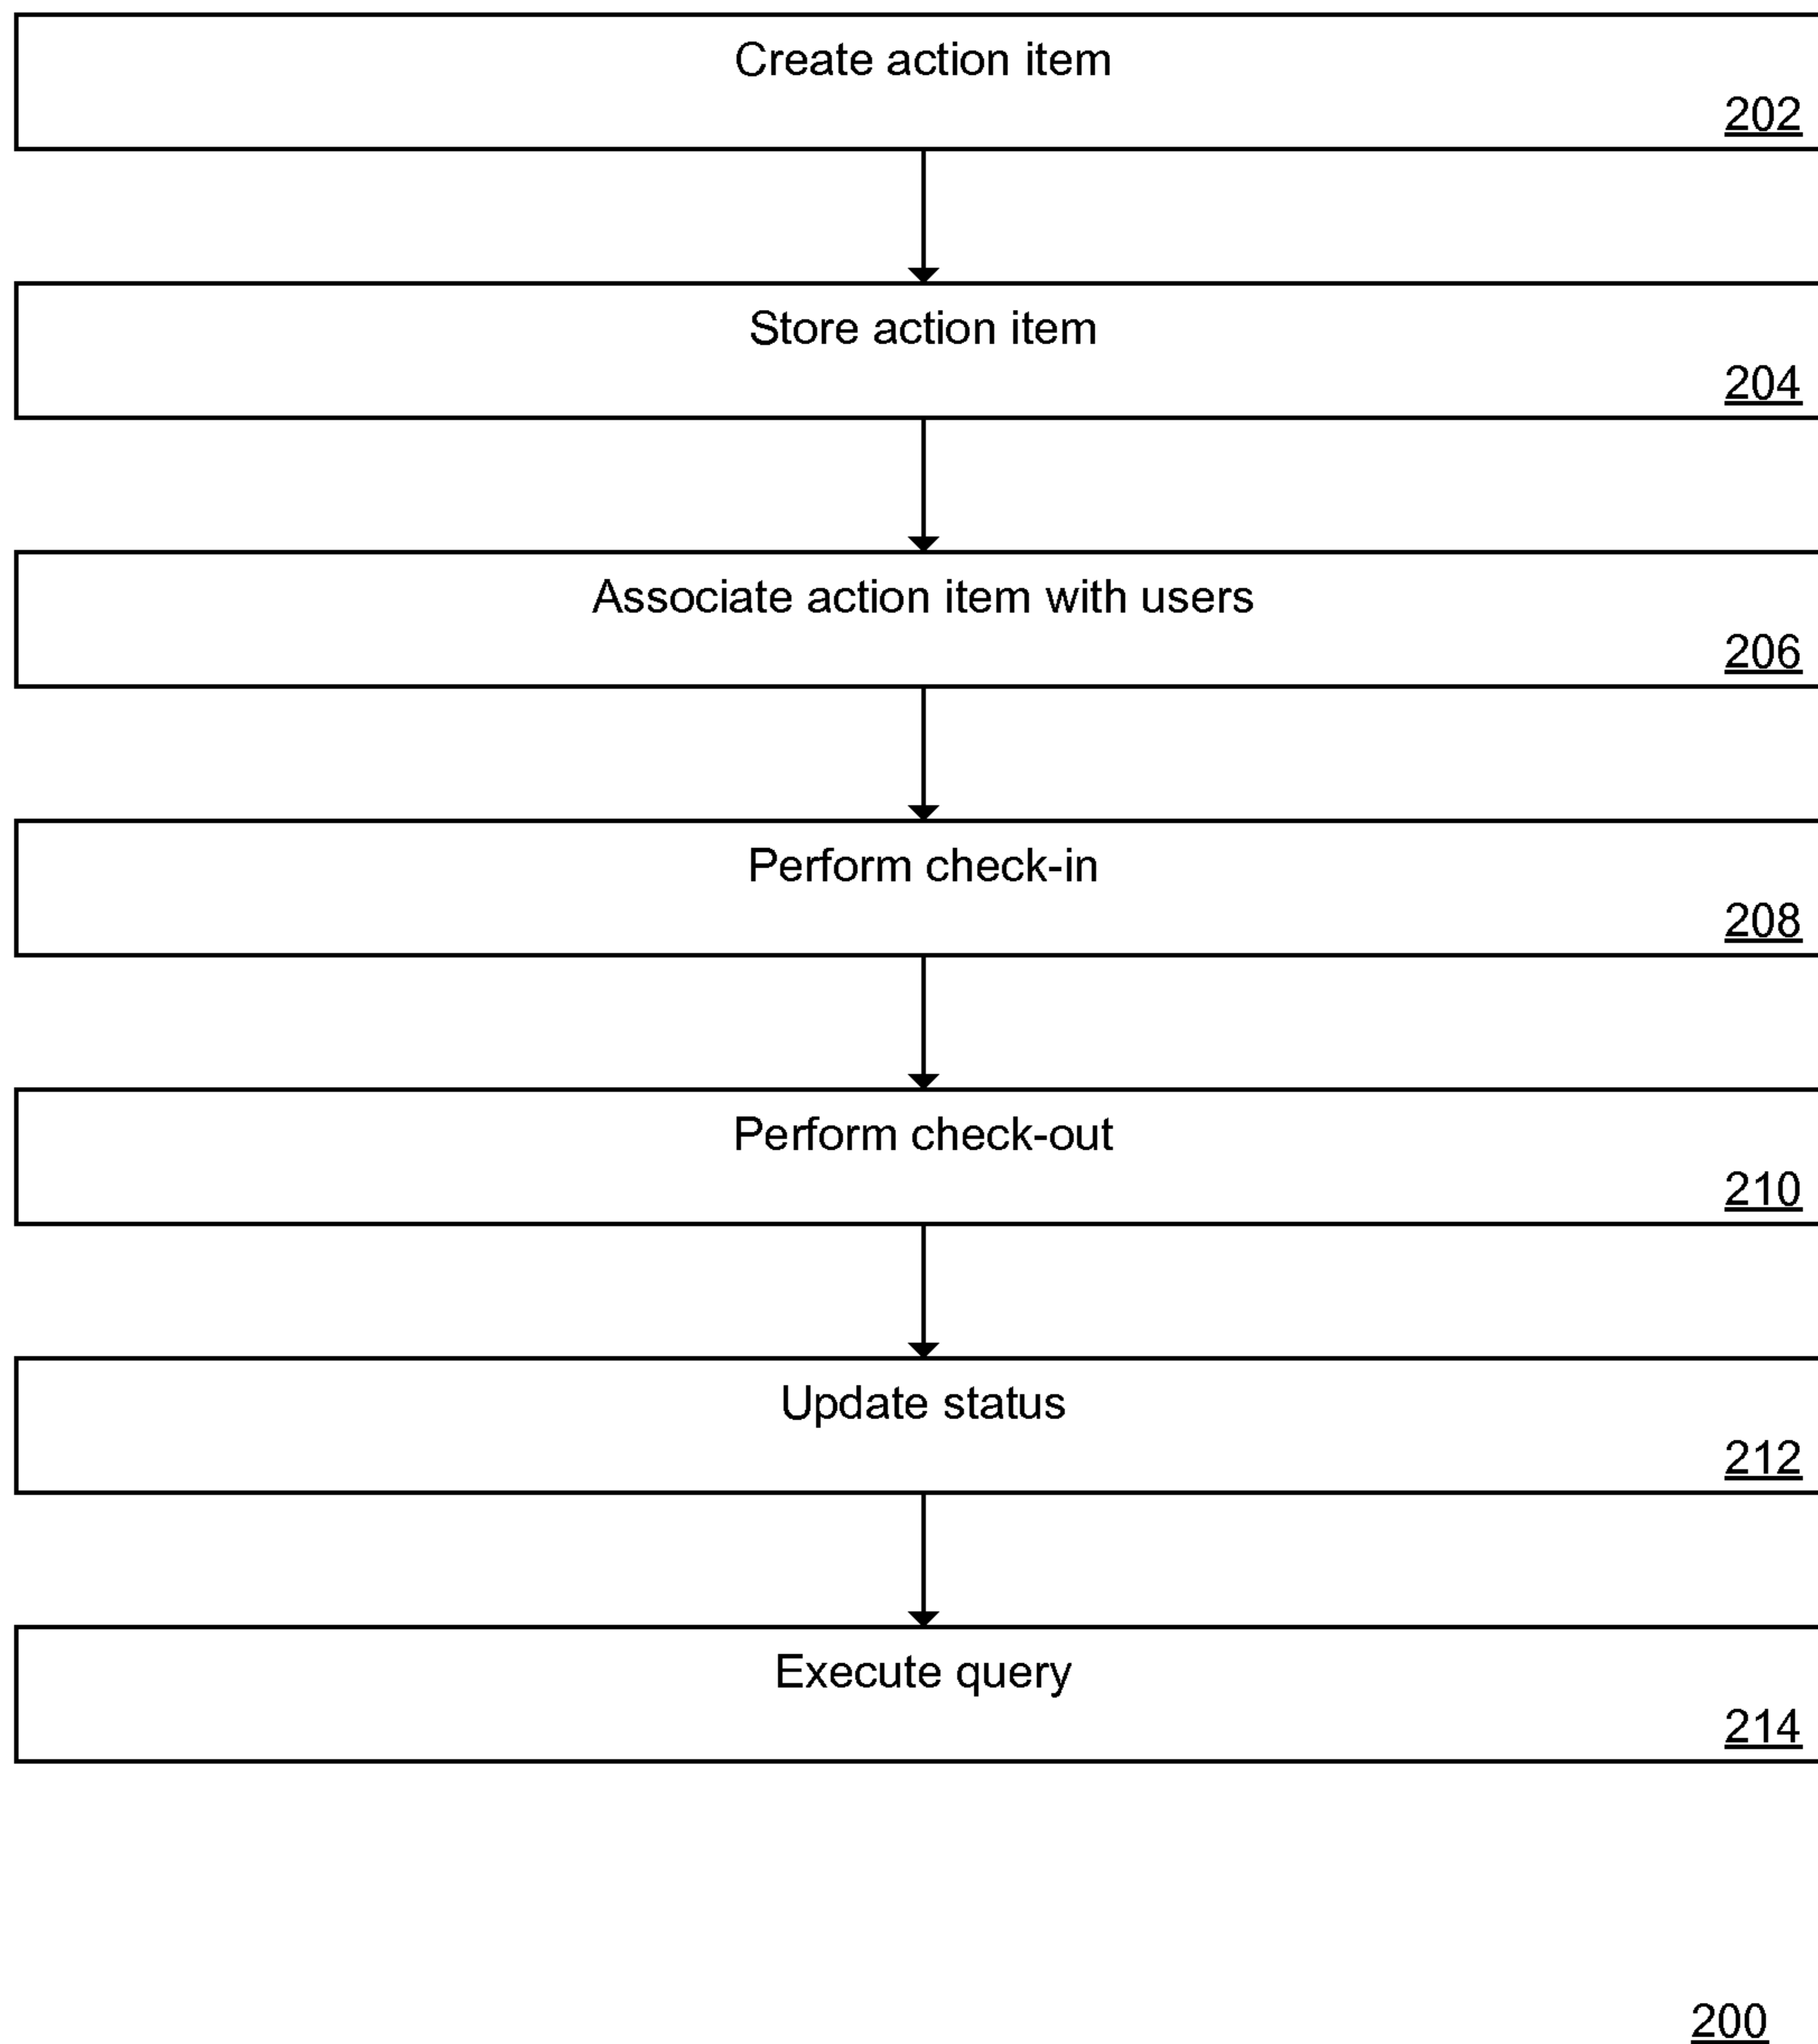 Create action item
202
Store action item
204
Associate action item with users
206
Perform check-in
208
Perform check-out
210
Update status
212
Execute query
214
200